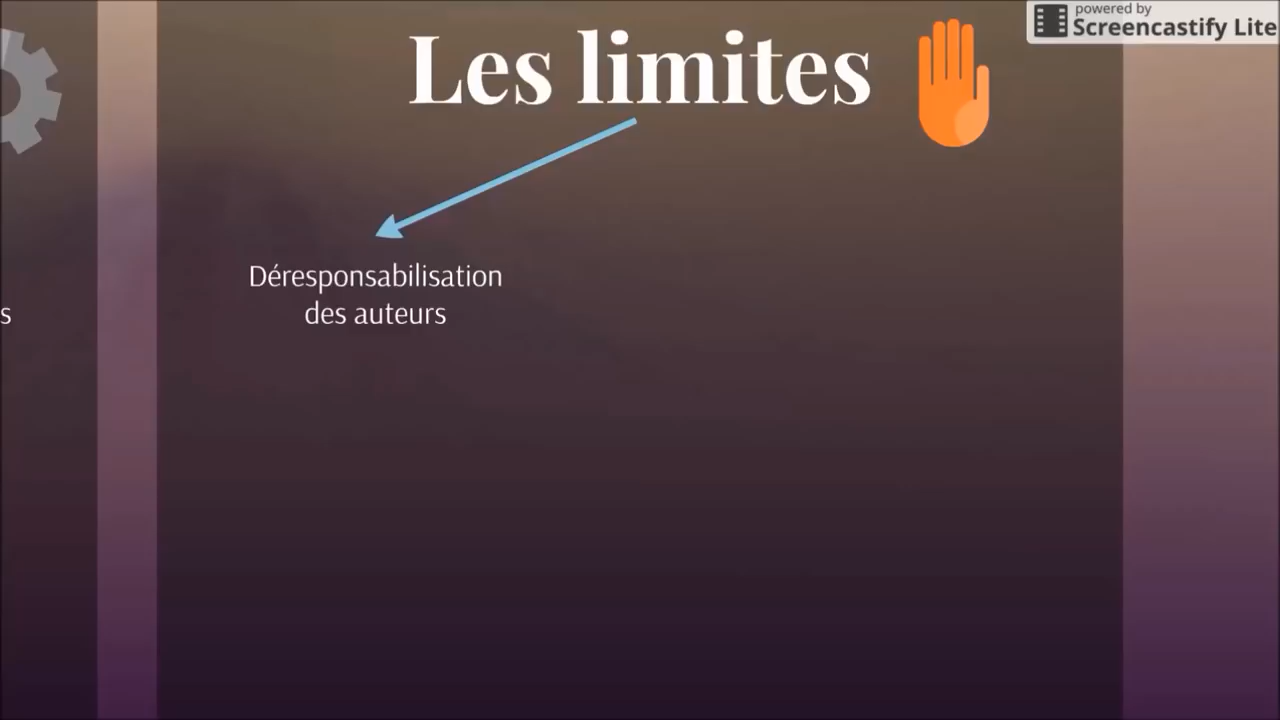 powered by
Screencastify Lite
Les limites
Déresponsabilisation
des auteurs
s